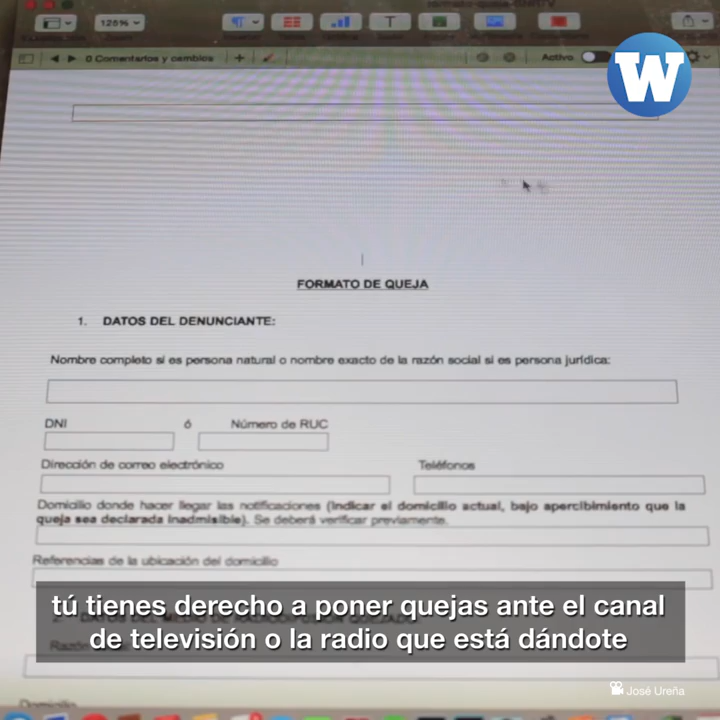 125%
0 Comentarios y cambios
Activo
W
FORMATO DE QUEJA
1. DATOS DEL DENUNCIANTE:
Nombre completo si es persona natural o nombre exacto de la razón social si es persona jurídica:
DNI ó Número de RUC
Dirección de correo electrónico Teléfonos
Domicilio donde hacer llegar las notificaciones (Indicar el domicilio actual, bajo apercibimiento que la
queja sea declarada inadmisible). Se deberá verificar previamente.
Referencias de la ubicación del domicilio
tú tienes derecho a poner quejas ante el canal
de televisión o la radio que está dándote
José Ureña
Domicilio